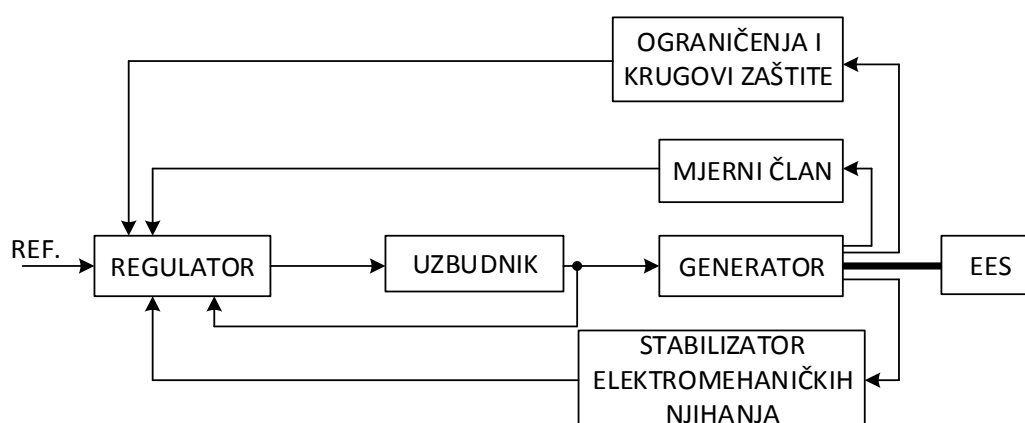 OGRANIČENJA I
KRUGOVI ZAŠTITE
MJERNI ČLAN
REF.
REGULATOR
UZBUDNIK
GENERATOR
EES
STABILIZATOR
ELEKTROMEHANIČKIH
NJIHANJA